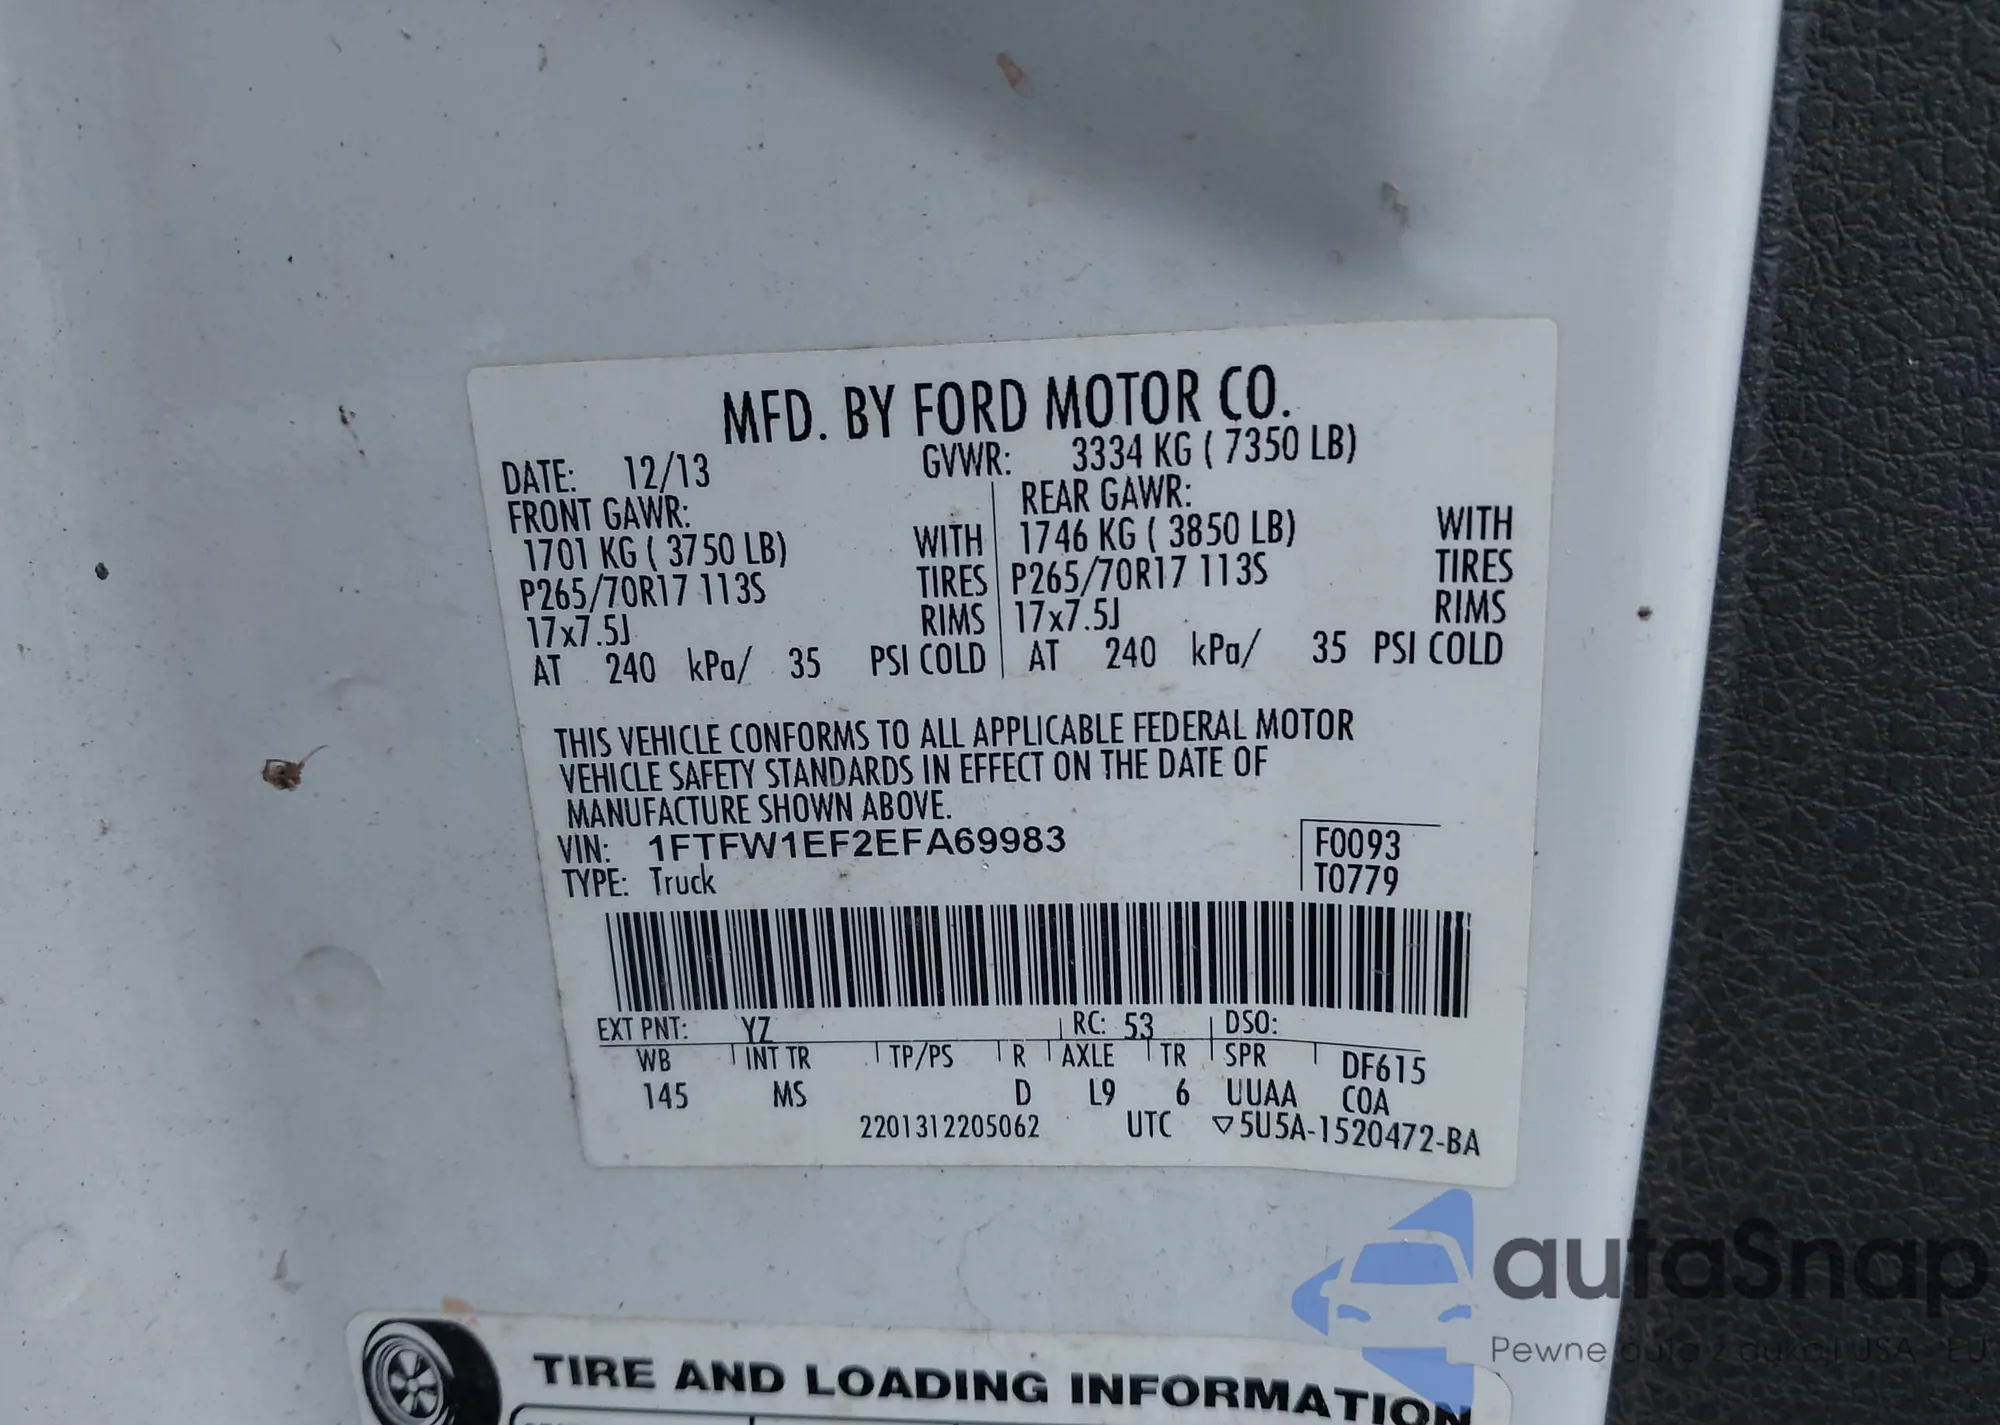 MFD. BY FORD MOTOR CO.
DATE: 12/13 GVWR: 3334 KG ( 7350 LB)
FRONT GAWR: REAR GAWR:
1701 KG ( 3750 LB) WITH 1746 KG ( 3850 LB) WITH
P265/70R17 113S TIRES P265/70R17 113S TIRES
17x7.5J RIMS 17x7.5J RIMS
AT 240 kPa/ 35 PSI COLD AT 240 kPa/ 35 PSI COLD
THIS VEHICLE CONFORMS TO ALL APPLICABLE FEDERAL MOTOR
VEHICLE SAFETY STANDARDS IN EFFECT ON THE DATE OF
MANUFACTURE SHOWN ABOVE.
VIN: 1FTFW1EF2EFA69983 F0093
TYPE: Truck T0779
EXT PNT: YZ RC: 53 DSO:
WB INT TR TP/PS R AXLE TR SPR DF615
145 MS D L9 6 UUAA COA
2201312205062 UTC ▽5U5A-1520472-BA
autaSnap
Pewne auta z aukcji USA - EU
TIRE AND LOADING INFORMATION